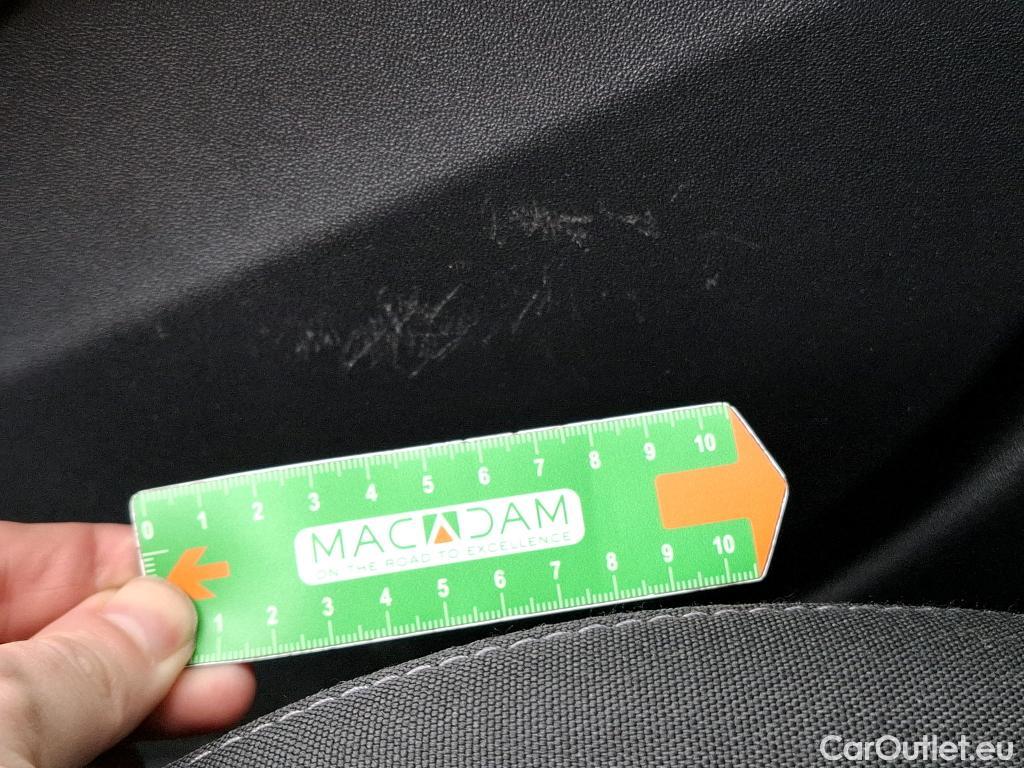 0 1 2 3 4 5 6 7 8 9 10
MACADAM
ON THE ROAD TO EXCELLENCE
1 2 3 4 5 6 7 8 9 10
CarOutlet.eu